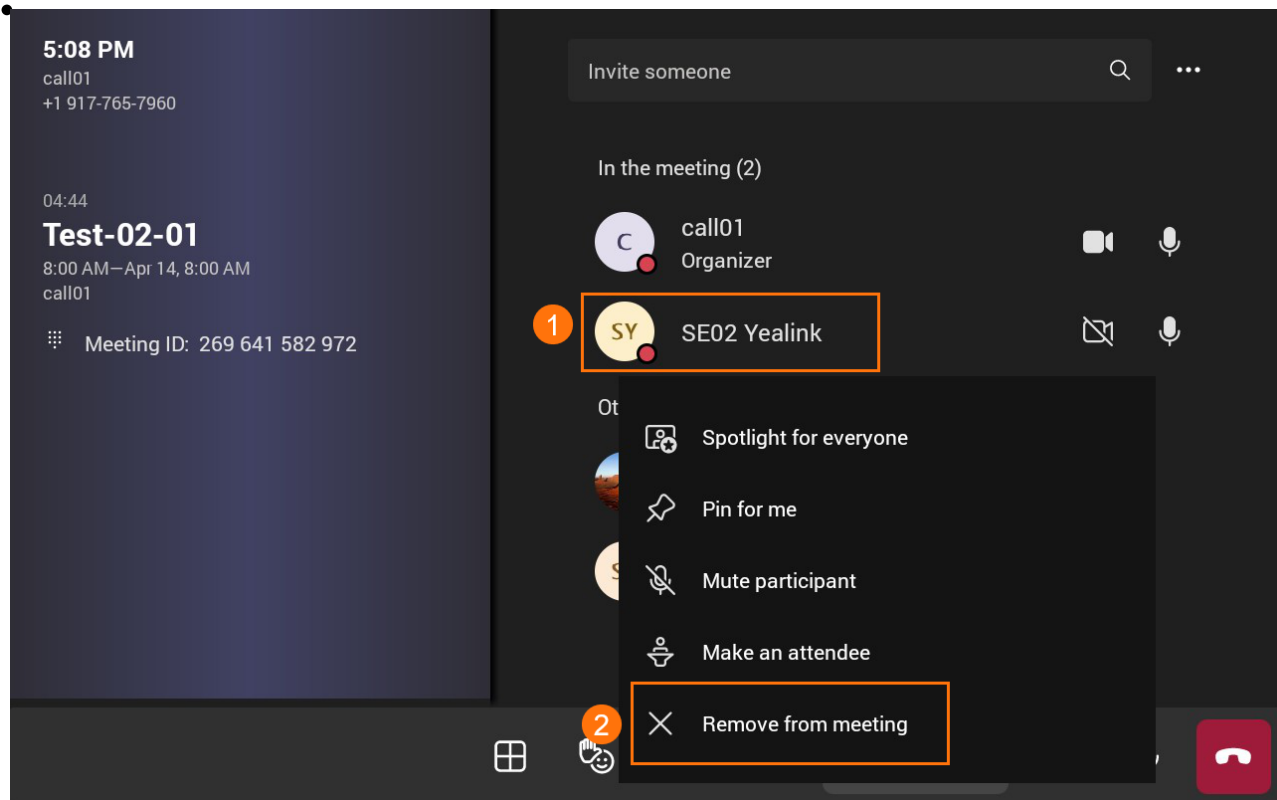 5:08 PM
call01
+1 917-765-7960
04:44
Test-02-01
8:00 AM—Apr 14, 8:00 AM
call01
Meeting ID: 269 641 582 972
Invite someone
In the meeting (2)
C
call01
Organizer
1
SY
SE02 Yealink
Ot
Spotlight for everyone
Pin for me
S
Mute participant
Make an attendee
2
Remove from meeting